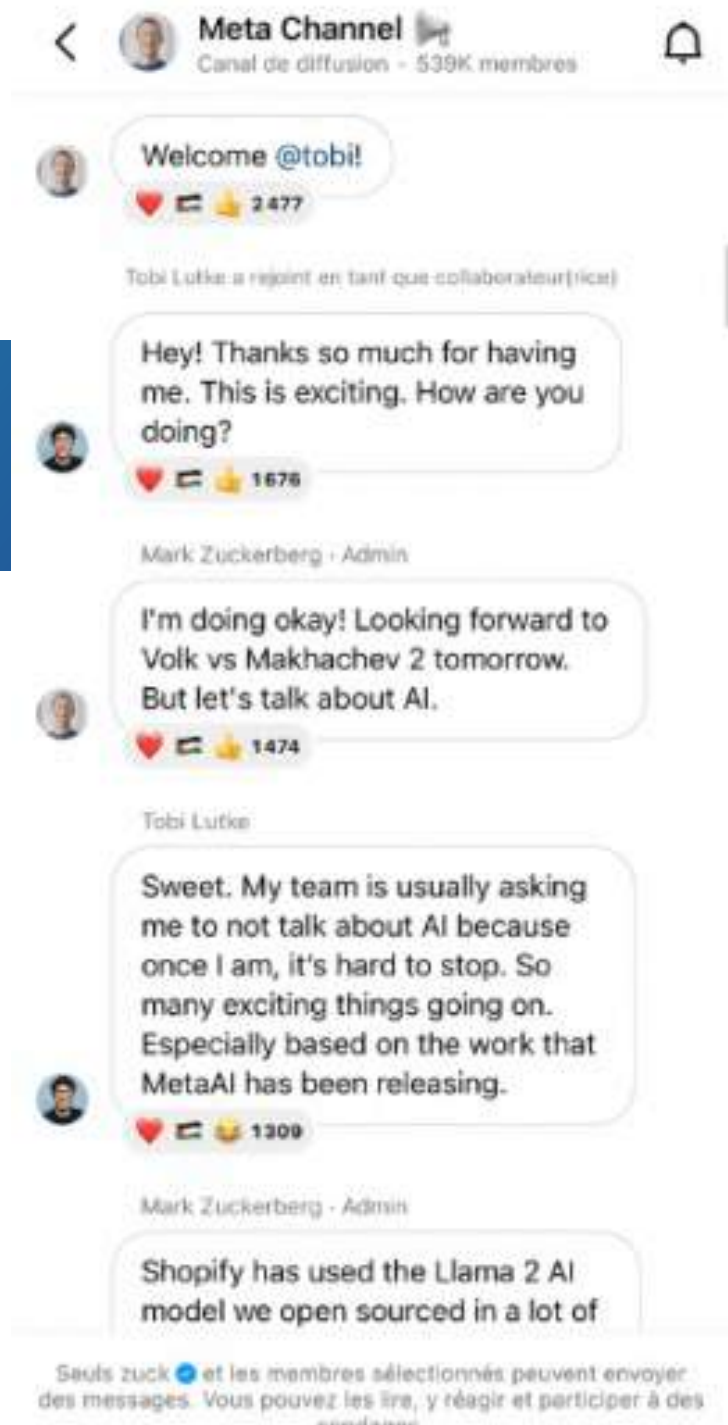 Meta Channel
Canal de diffusion - 539K membres
Welcome @tobi!
2 477
Tobi Lutke a rejoint en tant que collaborateur(rice)
Hey! Thanks so much for having
me. This is exciting. How are you
doing?
1676
Mark Zuckerberg · Admin
I'm doing okay! Looking forward to
Volk vs Makhachev 2 tomorrow.
But let's talk about AI.
1474
Tobi Lutke
Sweet. My team is usually asking
me to not talk about AI because
once I am, it's hard to stop. So
many exciting things going on.
Especially based on the work that
MetaAI has been releasing.
1309
Mark Zuckerberg · Admin
Shopify has used the Llama 2 AI
model we open sourced in a lot of
Seuls zuck et les membres sélectionnés peuvent envoyer
des messages. Vous pouvez les lire, y réagir et participer à des